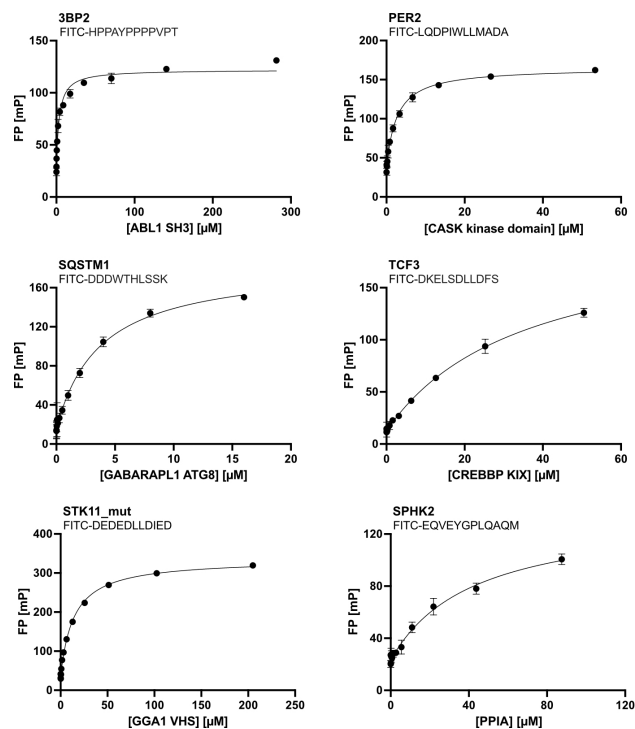 3BP2
FITC-HPPAYPPPPVPT
150
100
50
0
FP [mP]
0 100 200 300
[ABL1 SH3] [µM]
PER2
FITC-LQDPIWLLMADA
200
150
100
50
0
FP [mP]
0 20 40 60
[CASK kinase domain] [µM]
SQSTM1
FITC-DDDWTHLSSK
160
120
80
40
0
FP [mP]
0 5 10 15 20
[GABARAPL1 ATG8] [µM]
TCF3
FITC-DKELSDLLDFS
150
100
50
0
FP [mP]
0 20 40 60
[CREBBP KIX] [µM]
STK11_mut
FITC-DEDEDLLDIED
400
300
200
100
0
FP [mP]
0 50 100 150 200 250
[GGA1 VHS] [µM]
SPHK2
FITC-EQVEYGPLQAQM
120
80
40
0
FP [mP]
0 40 80 120
[PPIA] [µM]